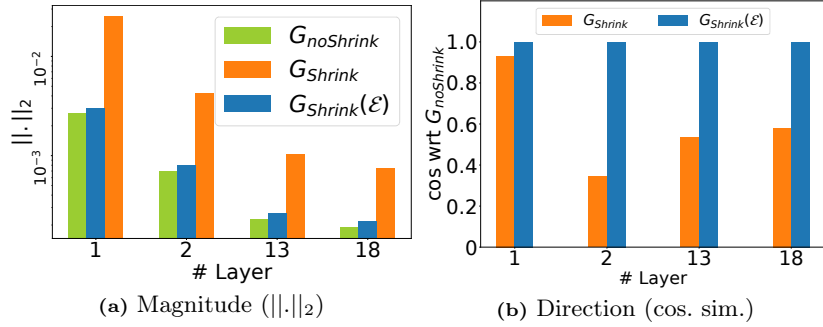 G_noShrink
G_Shrink
G_Shrink(ℰ)
10^-2
10^-3
||.||_2
1 2 13 18
# Layer
(a) Magnitude (||.||_2)
G_Shrink G_Shrink(ℰ)
1.0
0.8
0.6
0.4
0.2
0
cos wrt G_noShrink
1 2 13 18
# Layer
(b) Direction (cos. sim.)